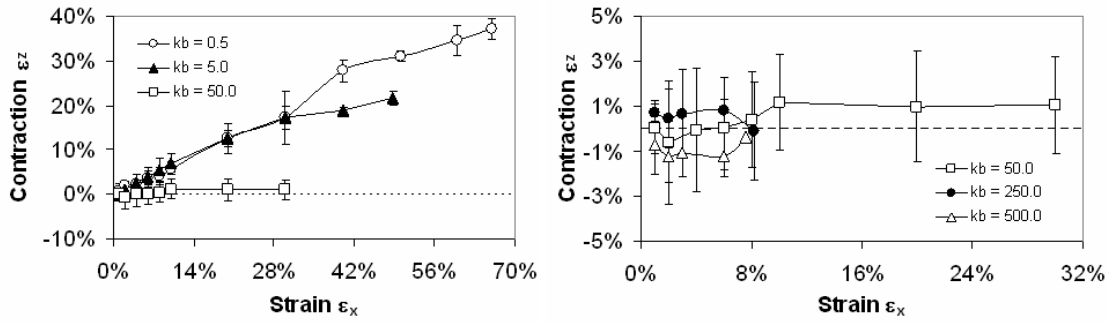 40%
30%
20%
10%
0%
-10%
Contraction εz
kb = 0.5
kb = 5.0
kb = 50.0
0% 14% 28% 42% 56% 70%
Strain εx
5%
3%
1%
-1%
-3%
-5%
Contraction εz
kb = 50.0
kb = 250.0
kb = 500.0
0% 8% 16% 24% 32%
Strain εx